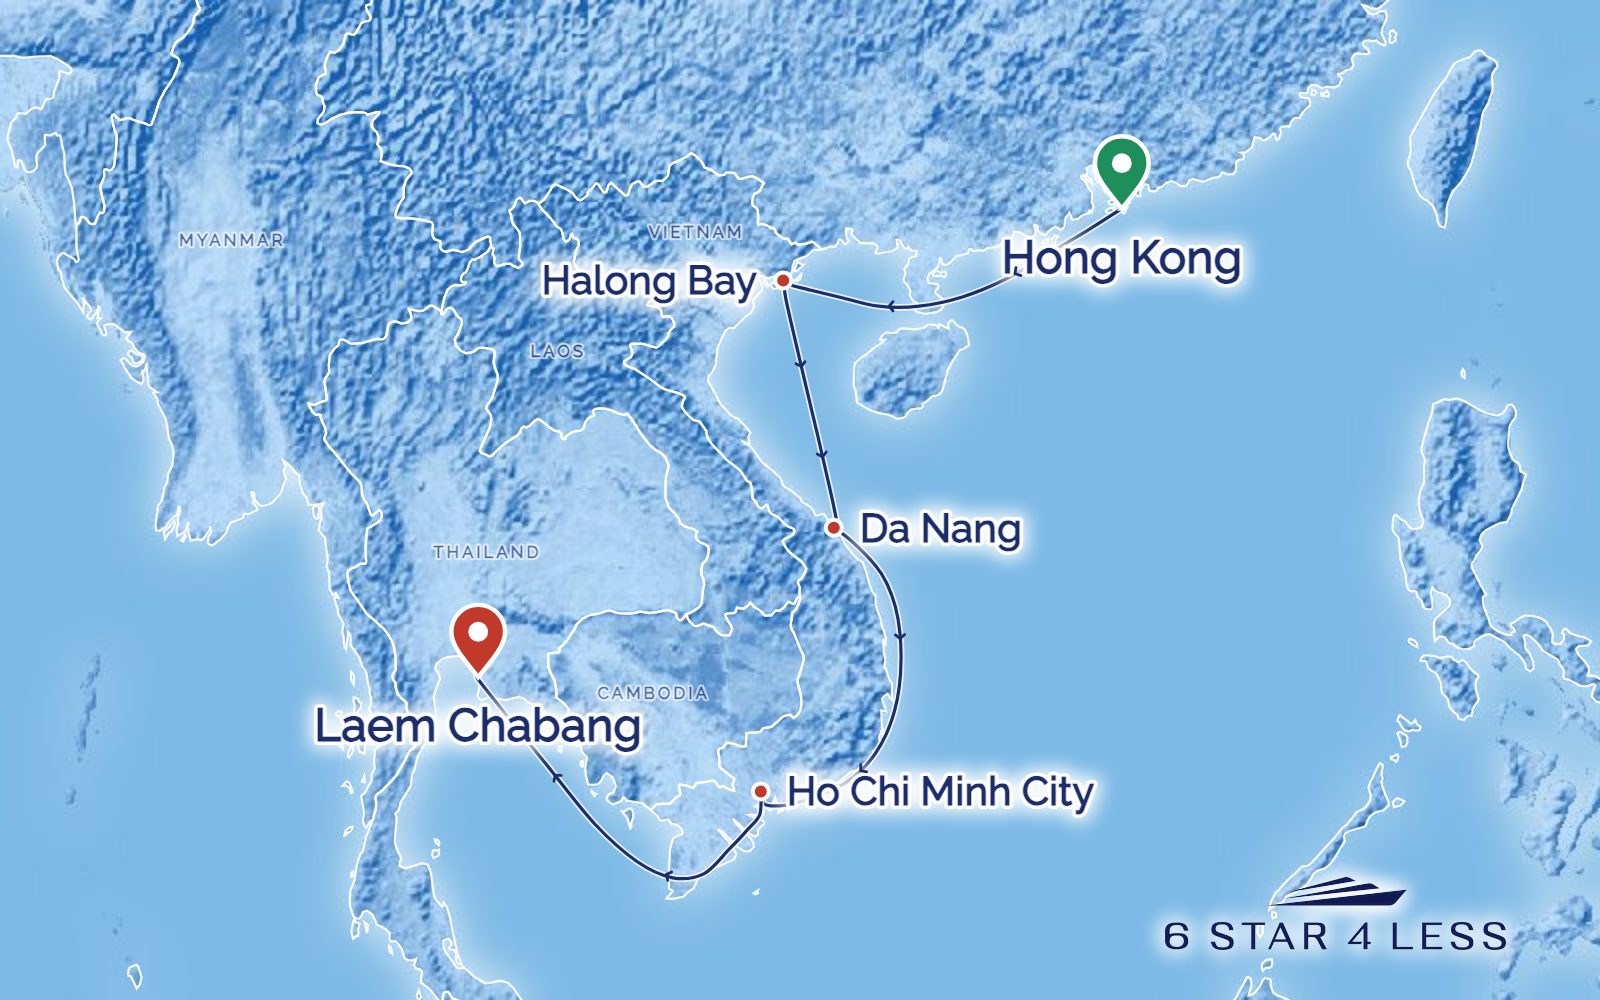 MYANMAR
VIETNAM
Hong Kong
Halong Bay
LAOS
Da Nang
THAILAND
CAMBODIA
Laem Chabang
Ho Chi Minh City
6 STAR 4 LESS